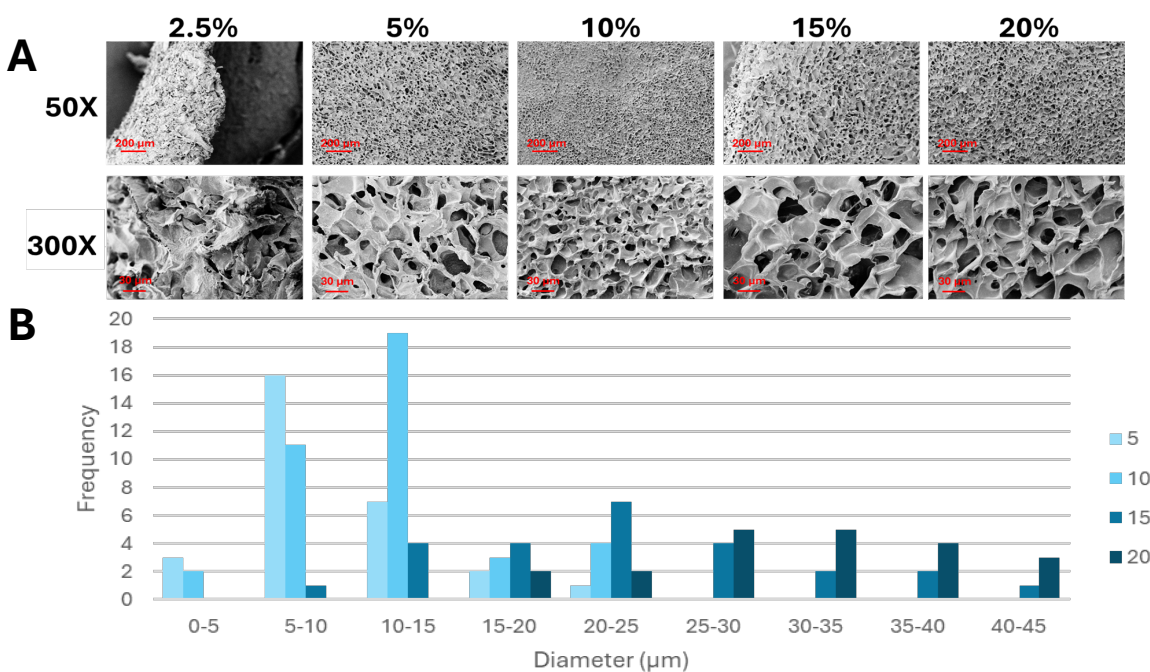 2.5% 5% 10% 15% 20%
A
50X
200 µm 200 µm 200 µm 200 µm 200 µm
300X
30 µm 30 µm 30 µm 30 µm 30 µm
B
20
18
16
14
12
10
8
6
4
2
0
Frequency
0-5 5-10 10-15 15-20 20-25 25-30 30-35 35-40 40-45
Diameter (µm)
5
10
15
20